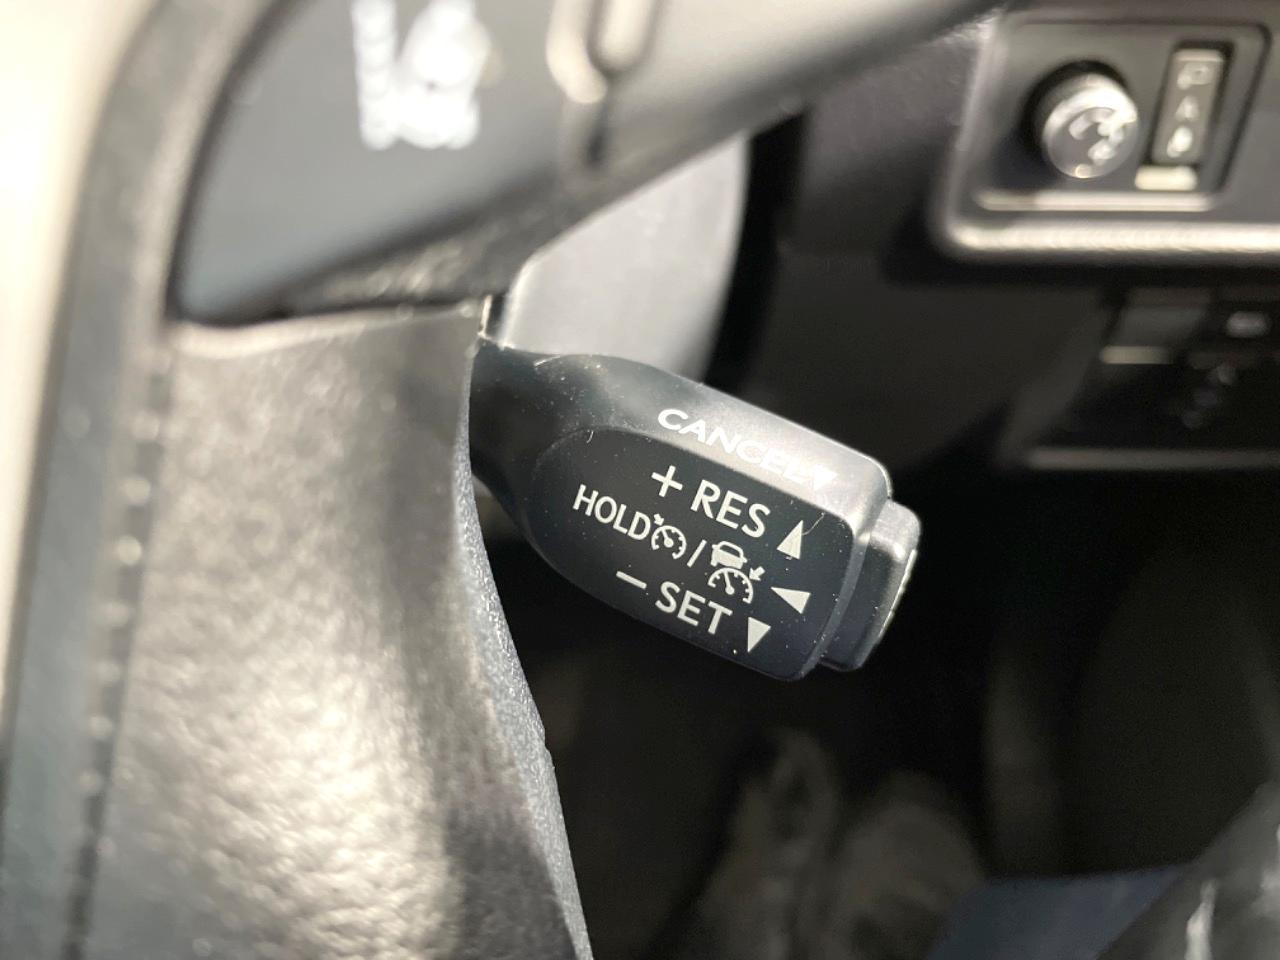 CANCEL▼
+ RES ▲
HOLD / ◀
− SET ▼